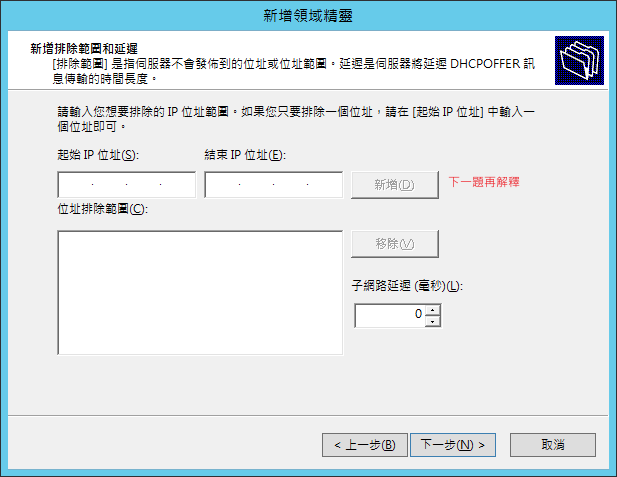 新增領域精靈
新增排除範圍和延遲
[排除範圍] 是指伺服器不會發佈到的位址或位址範圍。延遲是伺服器將延遲 DHCPOFFER 訊
息傳輸的時間長度。
請輸入您想要排除的 IP 位址範圍。如果您只要排除一個位址，請在 [起始 IP 位址] 中輸入一
個位址即可。
起始 IP 位址(S):
結束 IP 位址(E):
新增(D)
下一題再解釋
位址排除範圍(C):
移除(V)
子網路延遲 (毫秒)(L):
0
< 上一步(B)
下一步(N) >
取消